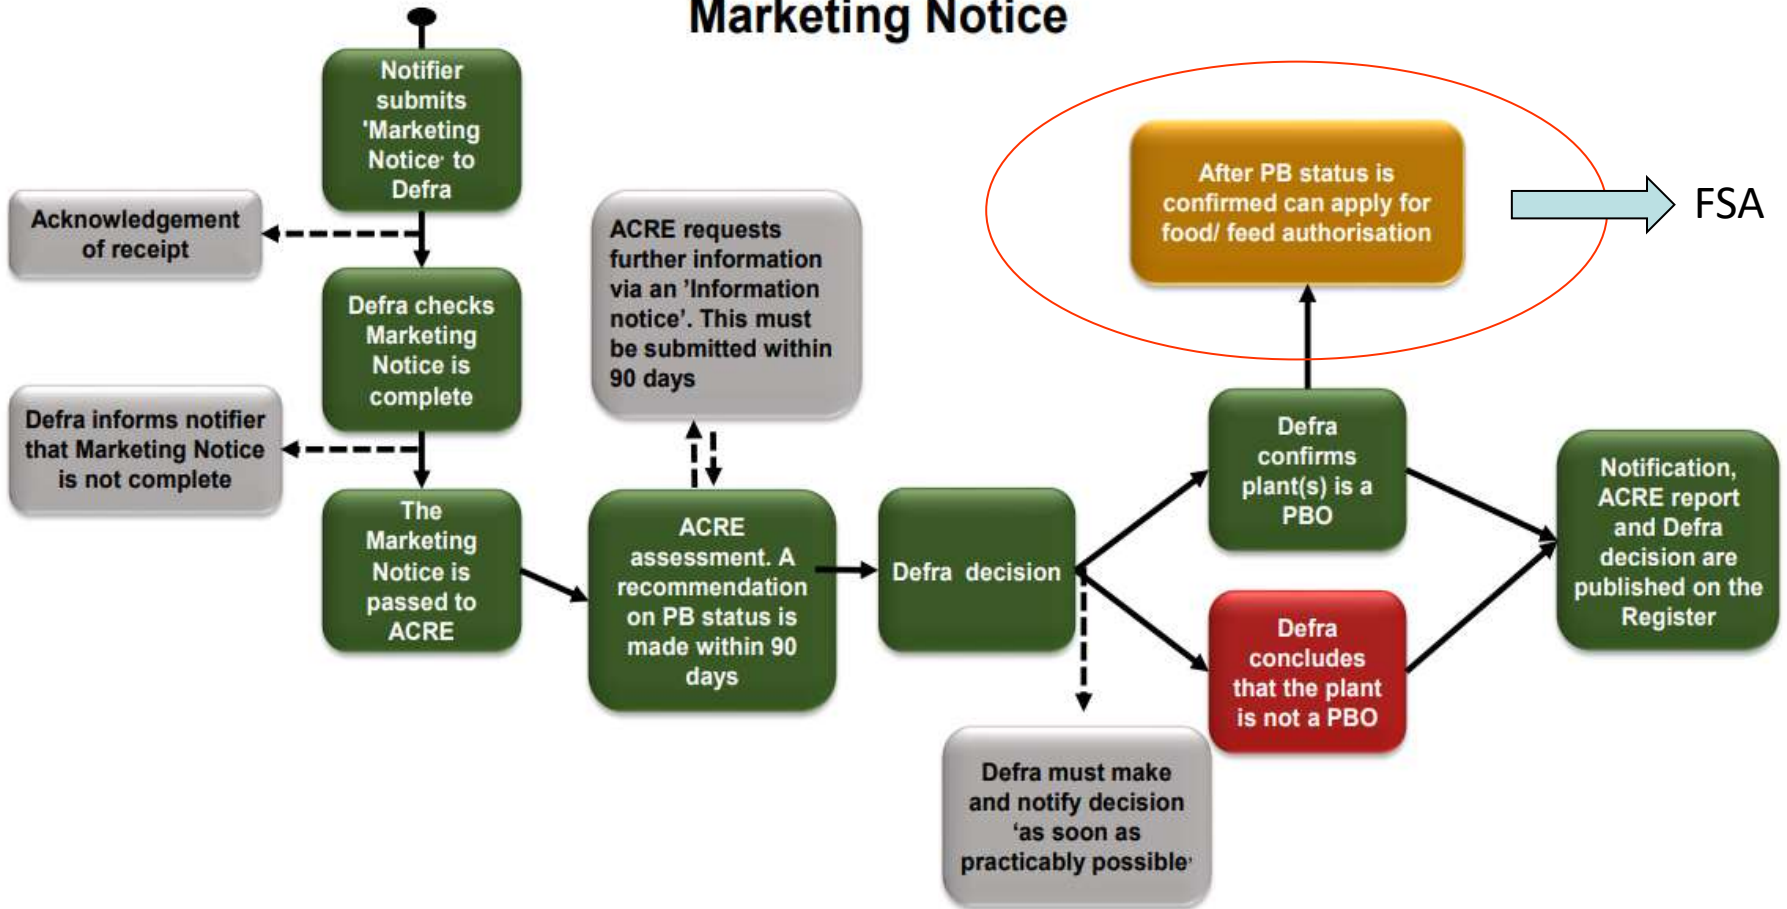 Marketing Notice
Notifier
submits
'Marketing
Notice' to
Defra
Acknowledgement
of receipt
Defra checks
Marketing
Notice is
complete
Defra informs notifier
that Marketing Notice
is not complete
The
Marketing
Notice is
passed to
ACRE
ACRE requests
further information
via an 'Information
notice'. This must
be submitted within
90 days
ACRE
assessment. A
recommendation
on PB status is
made within 90
days
Defra decision
Defra must make
and notify decision
'as soon as
practicably possible'
After PB status is
confirmed can apply for
food/ feed authorisation
FSA
Defra
confirms
plant(s) is a
PBO
Defra
concludes
that the plant
is not a PBO
Notification,
ACRE report
and Defra
decision are
published on the
Register